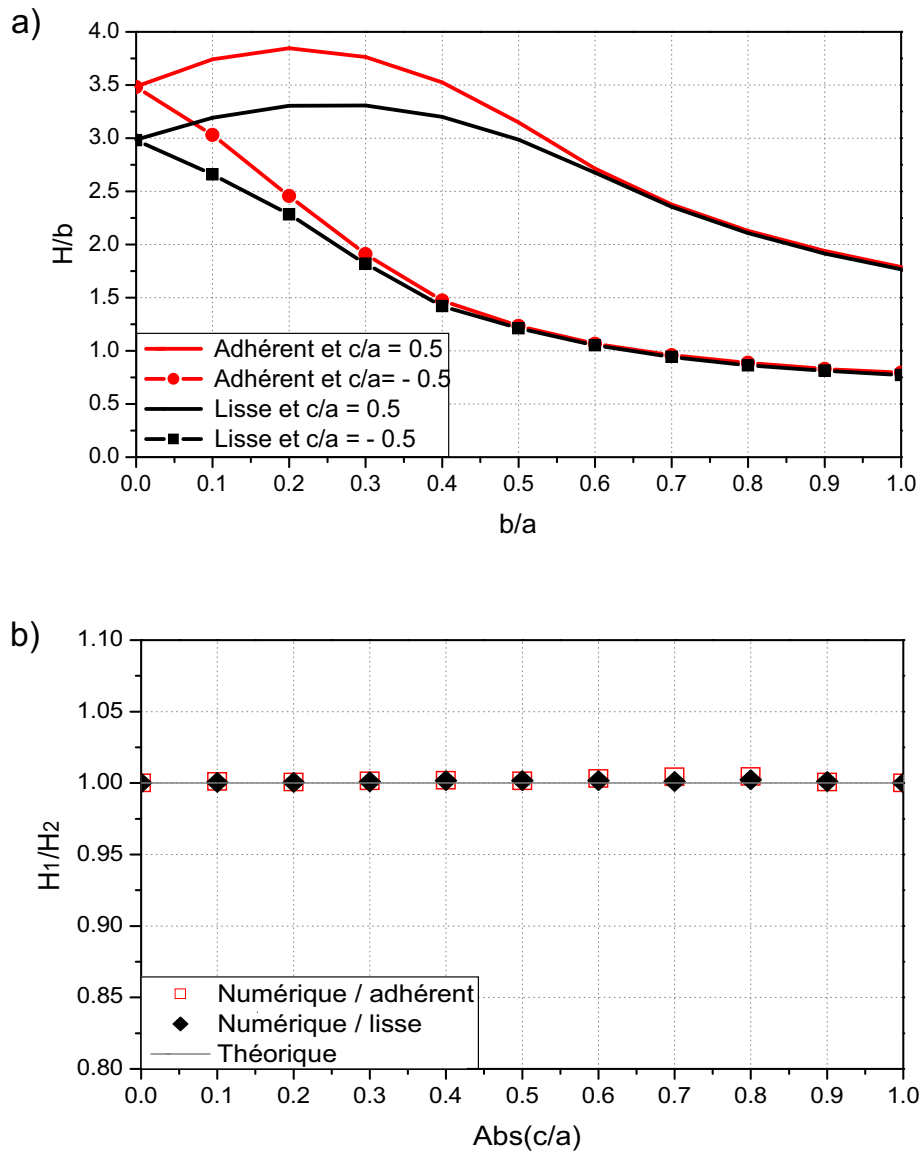 a)
4.0
3.5
3.0
2.5
2.0
1.5
1.0
0.5
0.0
H/b
Adhérent et c/a = 0.5
Adhérent et c/a= - 0.5
Lisse et c/a = 0.5
Lisse et c/a = - 0.5
0.0 0.1 0.2 0.3 0.4 0.5 0.6 0.7 0.8 0.9 1.0
b/a
b)
1.10
1.05
1.00
0.95
0.90
0.85
0.80
H1/H2
Numérique / adhérent
Numérique / lisse
Théorique
0.0 0.1 0.2 0.3 0.4 0.5 0.6 0.7 0.8 0.9 1.0
Abs(c/a)